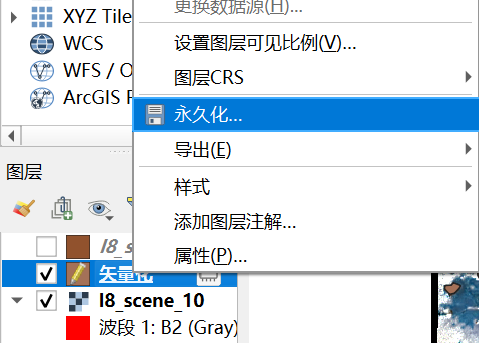 更换数据源(H)...
XYZ Tile
WCS
设置图层可见比例(V)...
WFS / O
图层CRS
ArcGIS F
永久化...
导出(E)
图层
样式
添加图层注解...
l8_s
属性(P)...
矢量化
l8_scene_10
波段 1: B2 (Gray)